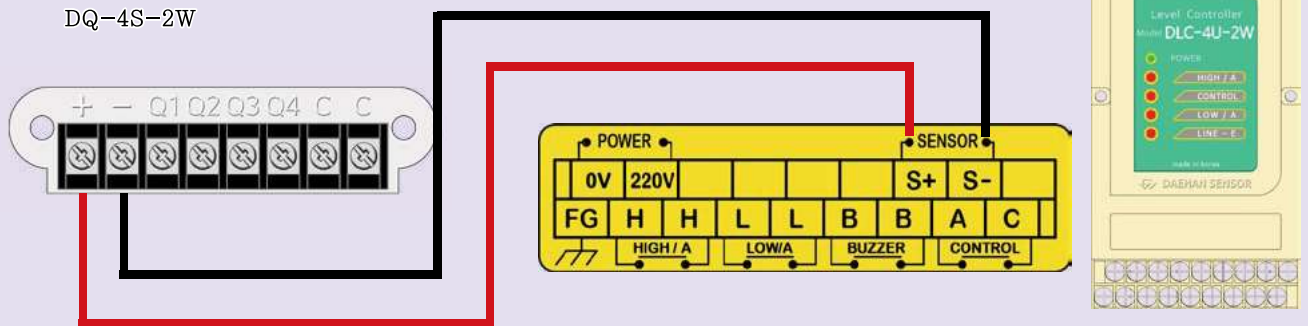 DQ-4S-2W
+ − Q1 Q2 Q3 Q4 C C
POWER SENSOR
0V 220V S+ S-
FG H H L L B B A C
HIGH / A LOW/A BUZZER CONTROL
Level Controller
Model DLC-4U-2W
POWER
HIGH / A
CONTROL
LOW / A
LINE - E
made in korea
DAEHAN SENSOR